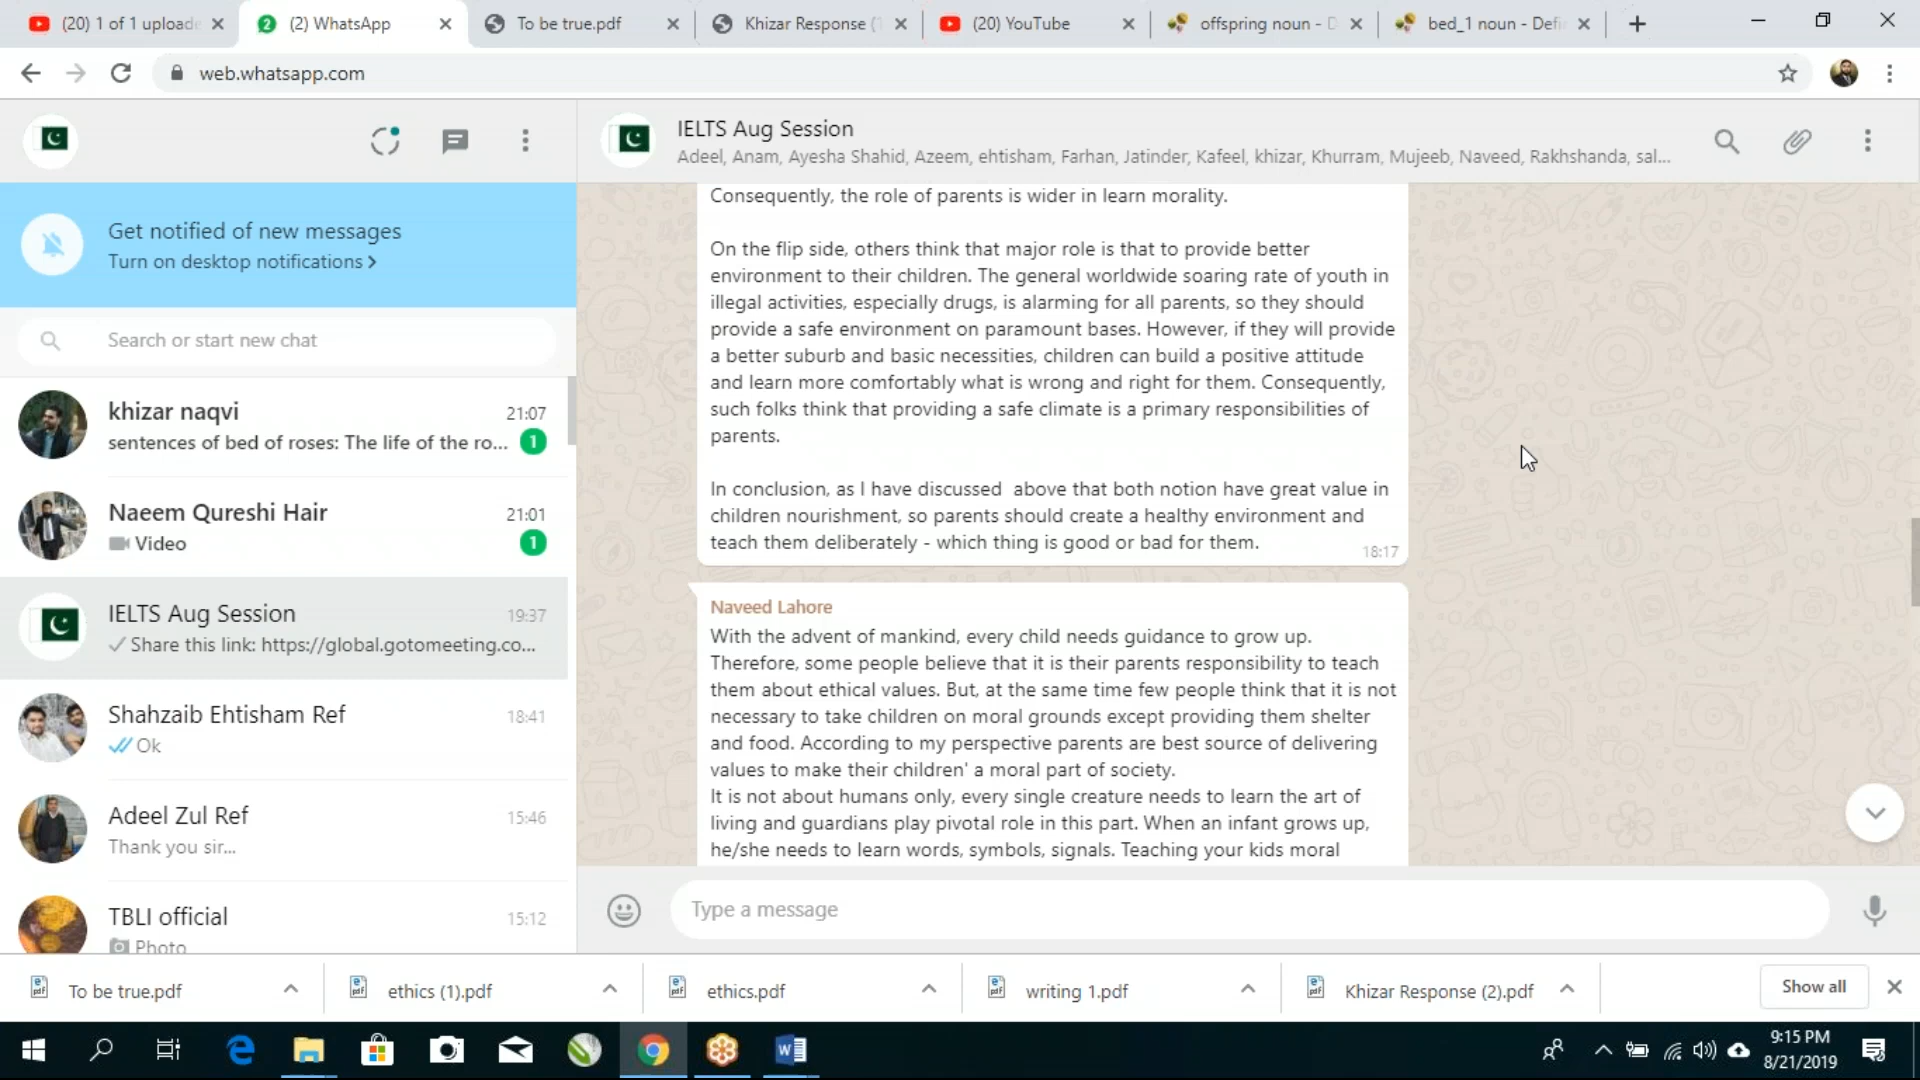 (20) 1 of 1 uploade
(2) WhatsApp
To be true.pdf
Khizar Response (1
(20) YouTube
offspring noun - D
bed_1 noun - Defi
web.whatsapp.com
IELTS Aug Session
Adeel, Anam, Ayesha Shahid, Azeem, ehtisham, Farhan, Jatinder, Kafeel, khizar, Khurram, Mujeeb, Naveed, Rakhshanda, sal...
Get notified of new messages
Turn on desktop notifications >
Search or start new chat
khizar naqvi
21:07
sentences of bed of roses: The life of the ro...
1
Naeem Qureshi Hair
21:01
Video
1
IELTS Aug Session
19:37
Share this link: https://global.gotomeeting.co...
Shahzaib Ehtisham Ref
18:41
Ok
Adeel Zul Ref
15:46
Thank you sir...
TBLI official
15:12
Photo
Consequently, the role of parents is wider in learn morality.
On the flip side, others think that major role is that to provide better
environment to their children. The general worldwide soaring rate of youth in
illegal activities, especially drugs, is alarming for all parents, so they should
provide a safe environment on paramount bases. However, if they will provide
a better suburb and basic necessities, children can build a positive attitude
and learn more comfortably what is wrong and right for them. Consequently,
such folks think that providing a safe climate is a primary responsibilities of
parents.
In conclusion, as I have discussed  above that both notion have great value in
children nourishment, so parents should create a healthy environment and
teach them deliberately - which thing is good or bad for them.
18:17
Naveed Lahore
With the advent of mankind, every child needs guidance to grow up.
Therefore, some people believe that it is their parents responsibility to teach
them about ethical values. But, at the same time few people think that it is not
necessary to take children on moral grounds except providing them shelter
and food. According to my perspective parents are best source of delivering
values to make their children' a moral part of society.
It is not about humans only, every single creature needs to learn the art of
living and guardians play pivotal role in this part. When an infant grows up,
he/she needs to learn words, symbols, signals. Teaching your kids moral
Type a message
To be true.pdf
ethics (1).pdf
ethics.pdf
writing 1.pdf
Khizar Response (2).pdf
Show all
9:15 PM
8/21/2019